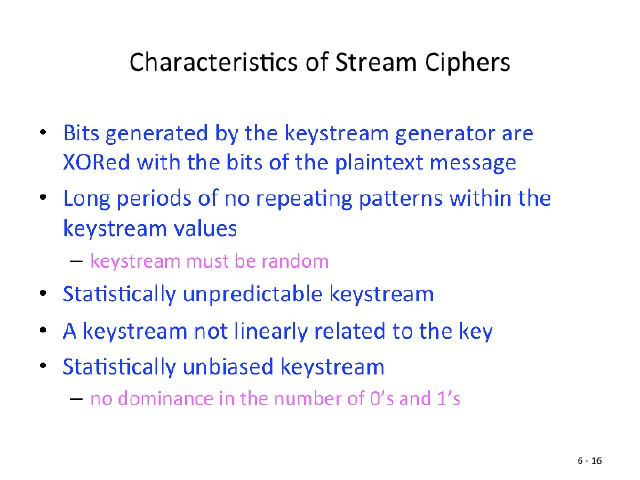 Characteristics of Stream Ciphers
• Bits generated by the keystream generator are
XORed with the bits of the plaintext message
• Long periods of no repeating patterns within the
keystream values
– keystream must be random
• Statistically unpredictable keystream
• A keystream not linearly related to the key
• Statistically unbiased keystream
– no dominance in the number of 0’s and 1’s
6 - 16